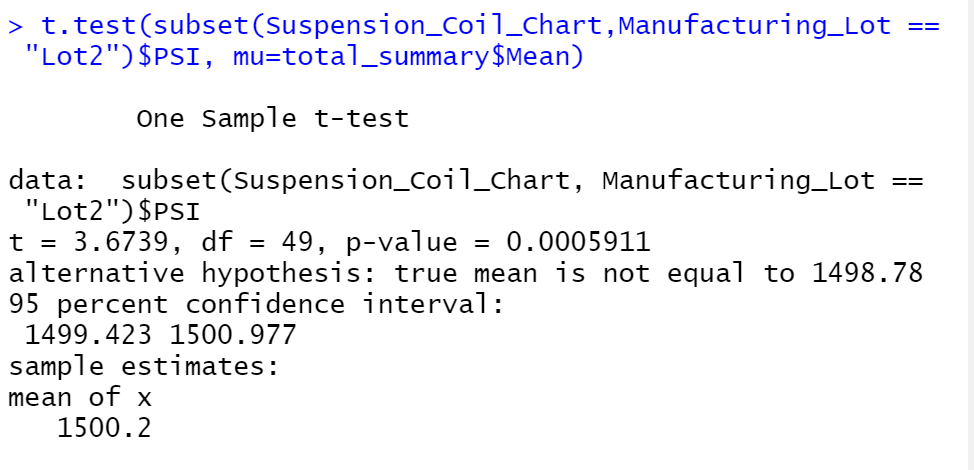 > t.test(subset(Suspension_Coil_Chart,Manufacturing_Lot ==
"Lot2")$PSI, mu=total_summary$Mean)
One Sample t-test
data:  subset(Suspension_Coil_Chart, Manufacturing_Lot ==
"Lot2")$PSI
t = 3.6739, df = 49, p-value = 0.0005911
alternative hypothesis: true mean is not equal to 1498.78
95 percent confidence interval:
1499.423 1500.977
sample estimates:
mean of x
1500.2